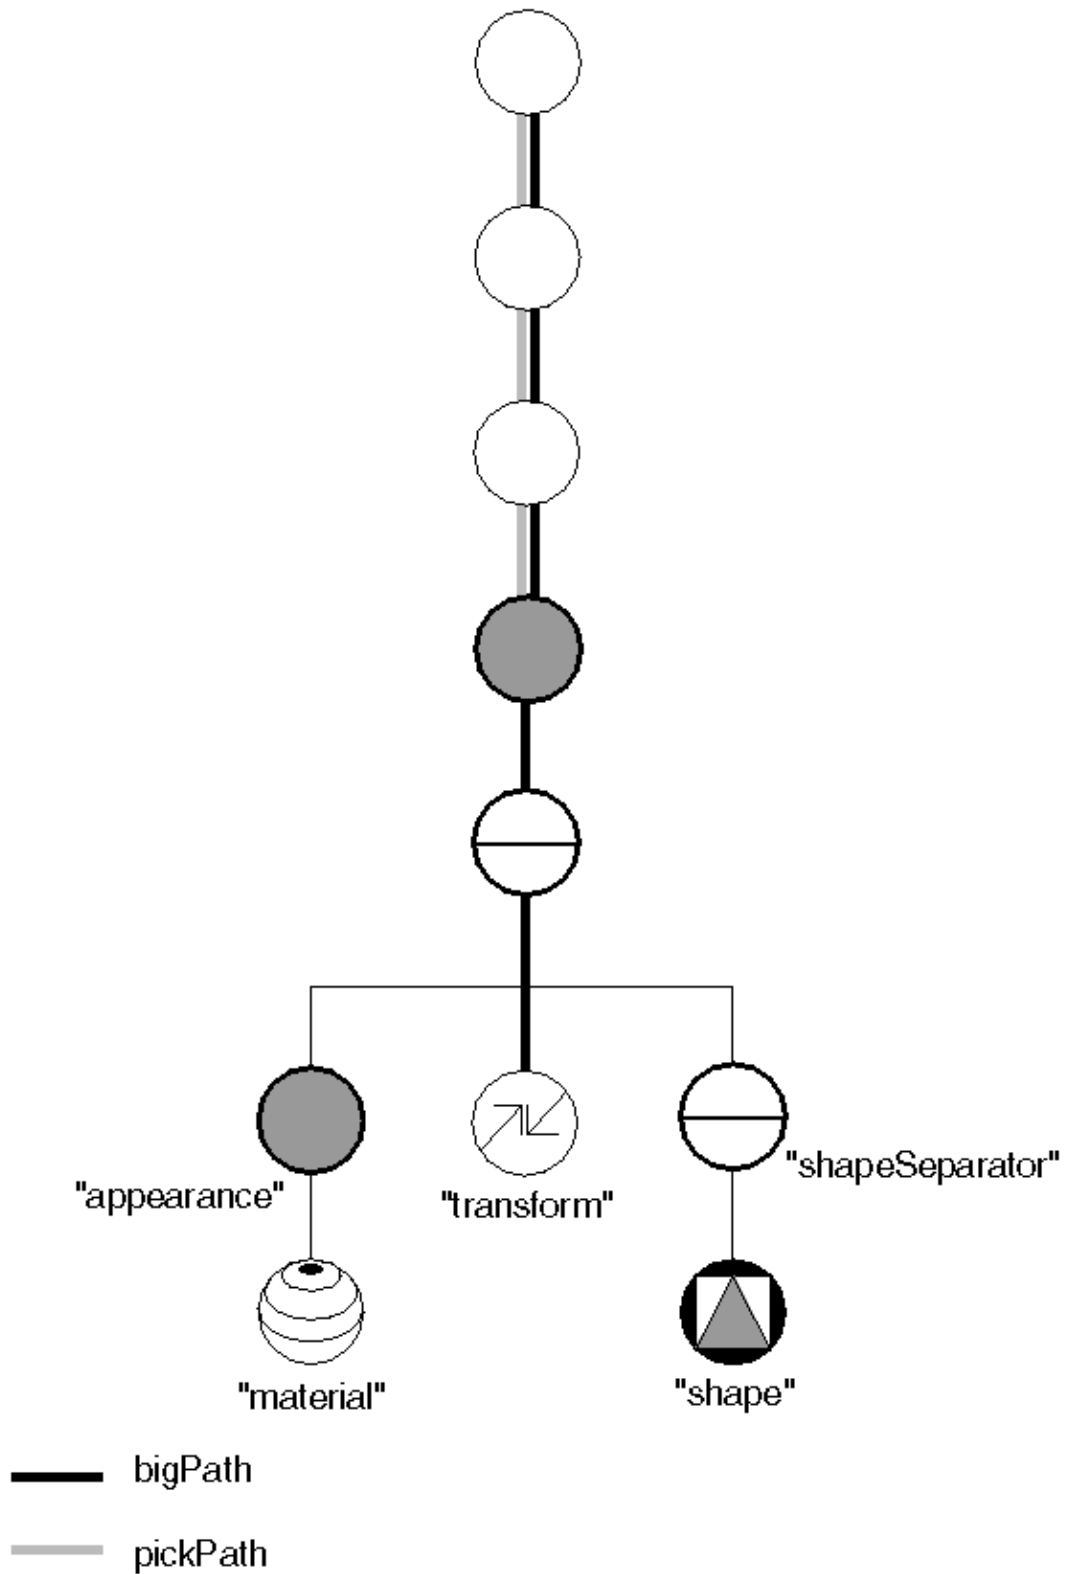 "shapeSeparator"
"appearance"
"transform"
"material"
"shape"
bigPath
pickPath